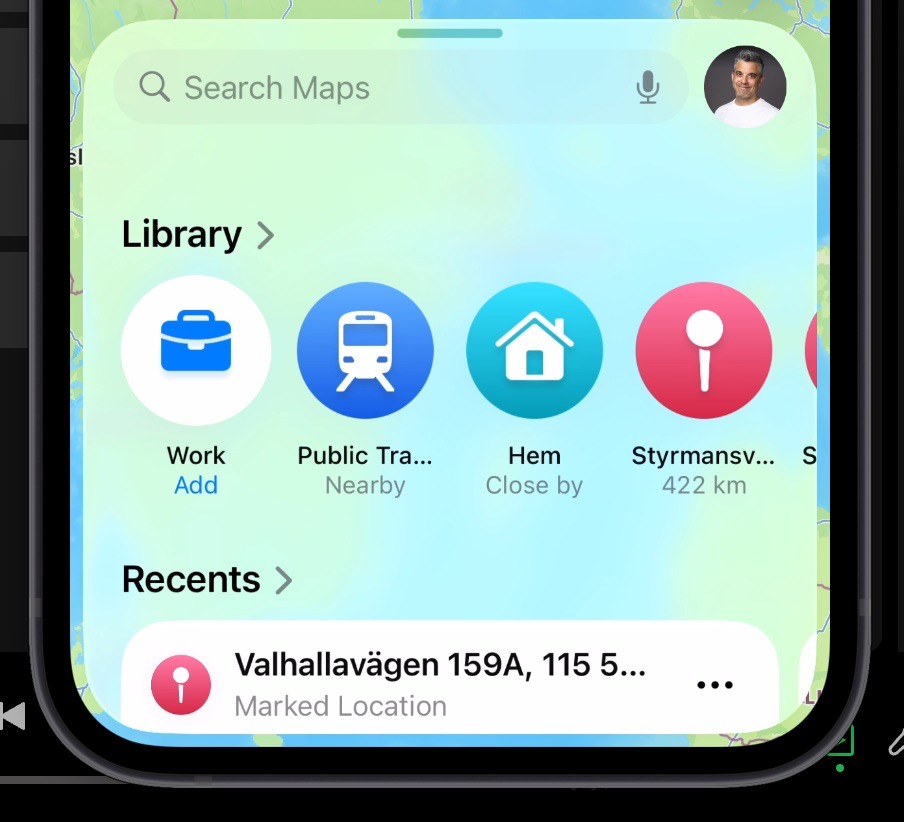 Search Maps
Library
Work
Add
Public Tra...
Nearby
Hem
Close by
Styrmansv...
422 km
S
Recents
Valhallavägen 159A, 115 5...
Marked Location